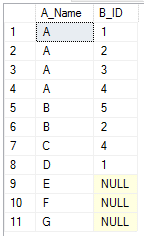 A_Name B_ID
1 A 1
2 A 2
3 A 3
4 A 4
5 B 5
6 B 2
7 C 4
8 D 1
9 E NULL
10 F NULL
11 G NULL